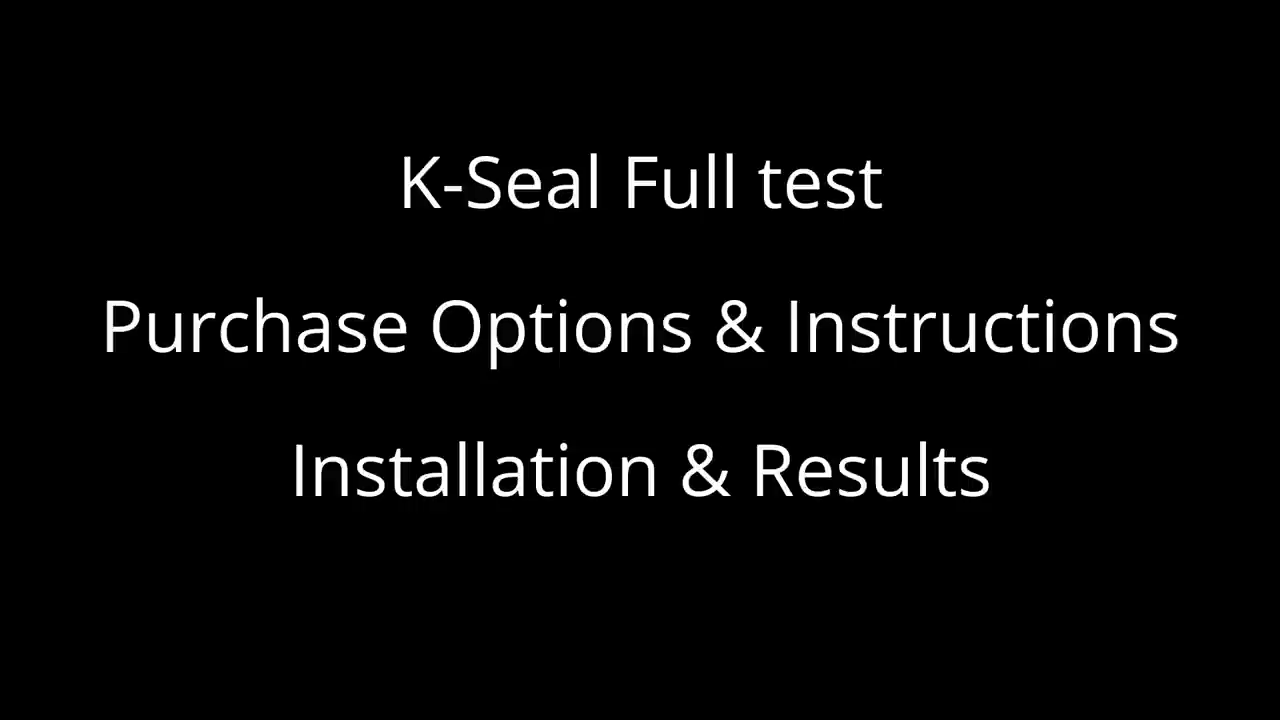 K-Seal Full test
Purchase Options & Instructions
Installation & Results